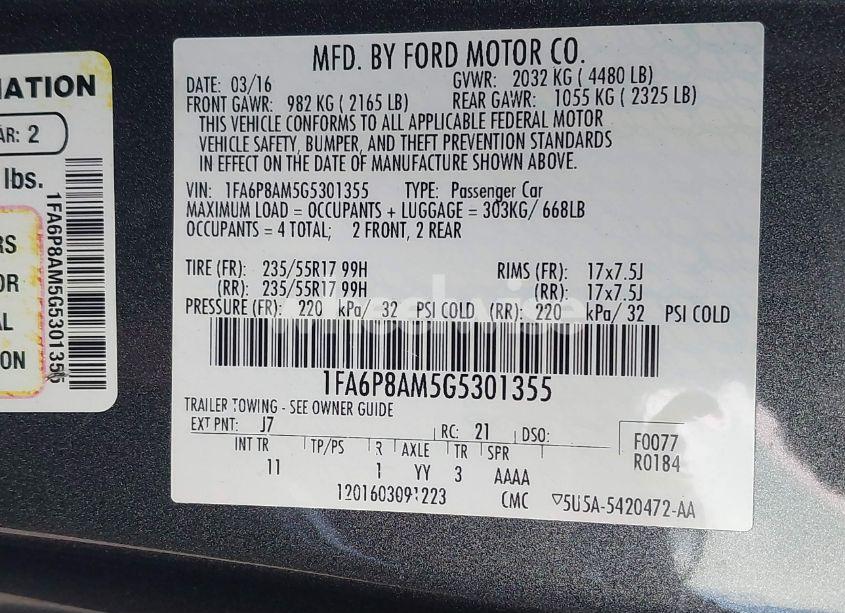 MFD. BY FORD MOTOR CO.
DATE: 03/16 GVWR: 2032 KG ( 4480 LB)
FRONT GAWR: 982 KG ( 2165 LB) REAR GAWR: 1055 KG ( 2325 LB)
THIS VEHICLE CONFORMS TO ALL APPLICABLE FEDERAL MOTOR
VEHICLE SAFETY, BUMPER, AND THEFT PREVENTION STANDARDS
IN EFFECT ON THE DATE OF MANUFACTURE SHOWN ABOVE.
VIN: 1FA6P8AM5G5301355 TYPE: Passenger Car
MAXIMUM LOAD = OCCUPANTS + LUGGAGE = 303KG/ 668LB
OCCUPANTS = 4 TOTAL; 2 FRONT, 2 REAR
TIRE (FR): 235/55R17 99H RIMS (FR): 17x7.5J
(RR): 235/55R17 99H (RR): 17x7.5J
PRESSURE (FR): 220 kPa/ 32 PSI COLD (RR): 220 kPa/ 32 PSI COLD
1FA6P8AM5G5301355
TRAILER TOWING - SEE OWNER GUIDE
EXT PNT: J7 RC: 21 DSO:
INT TR TP/PS R AXLE TR SPR
11 1 YY 3 AAAA
F0077
R0184
1201603091223 CMC 5U5A-5420472-AA
AR: 2
lbs.
1FA6P8AM5G5301355